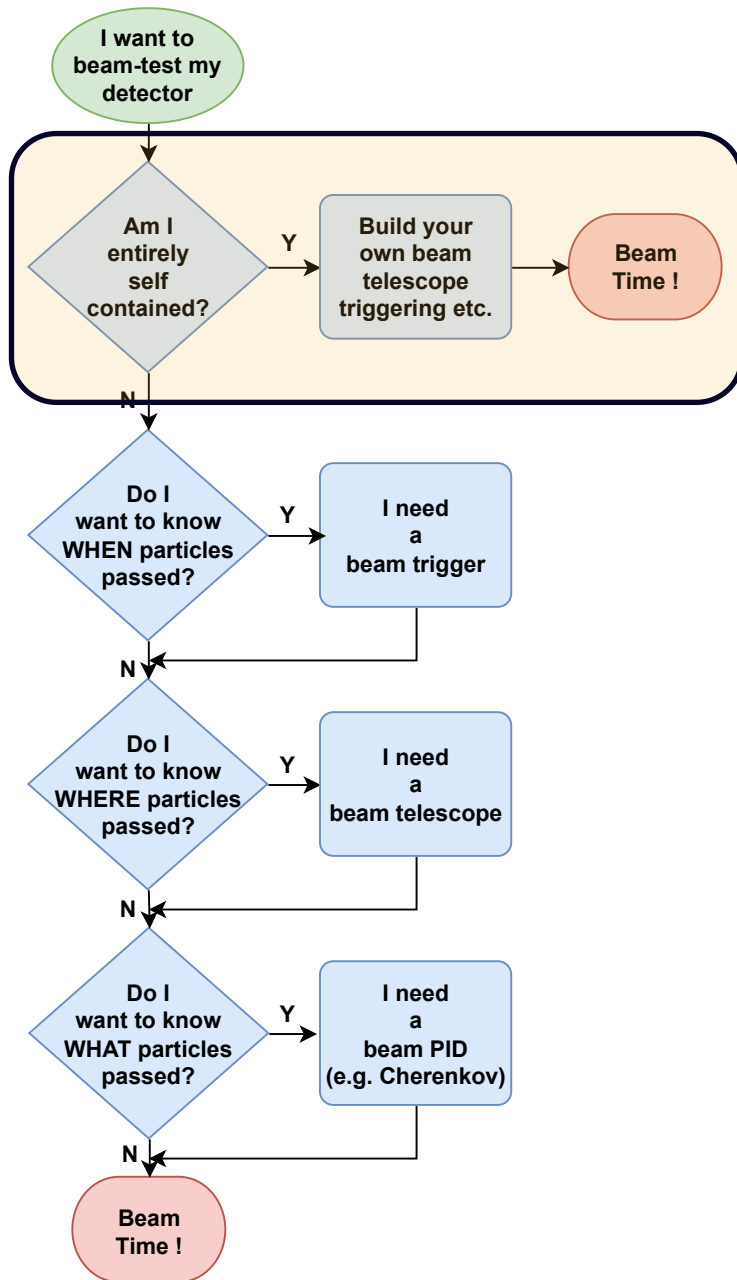 I want to
beam-test my
detector
Am I
entirely
self
contained?
Y
Build your
own beam
telescope
triggering etc.
Beam
Time !
N
Do I
want to know
WHEN particles
passed?
Y
I need
a
beam trigger
N
Do I
want to know
WHERE particles
passed?
Y
I need
a
beam telescope
N
Do I
want to know
WHAT particles
passed?
Y
I need
a
beam PID
(e.g. Cherenkov)
N
Beam
Time !